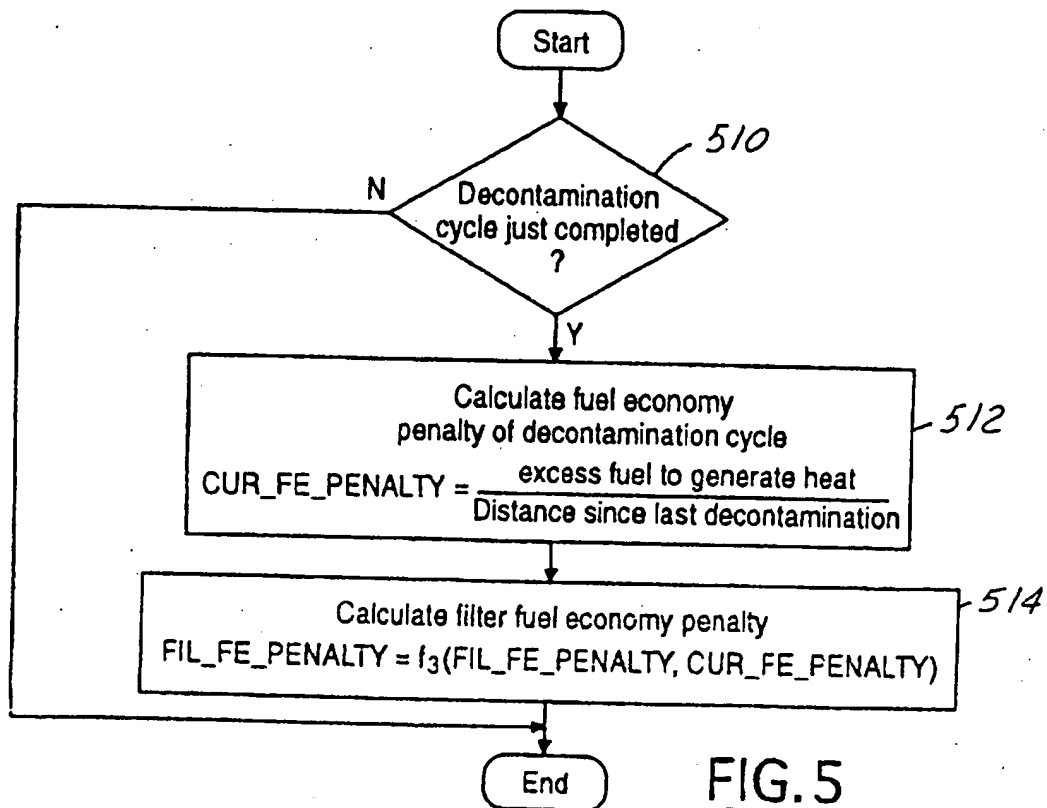 Start
510
N
Decontamination
cycle just completed
?
Y
Calculate fuel economy
penalty of decontamination cycle
512
CUR_FE_PENALTY = excess fuel to generate heat
Distance since last decontamination
Calculate filter fuel economy penalty
514
FIL_FE_PENALTY = f₃(FIL_FE_PENALTY, CUR_FE_PENALTY)
End
FIG. 5